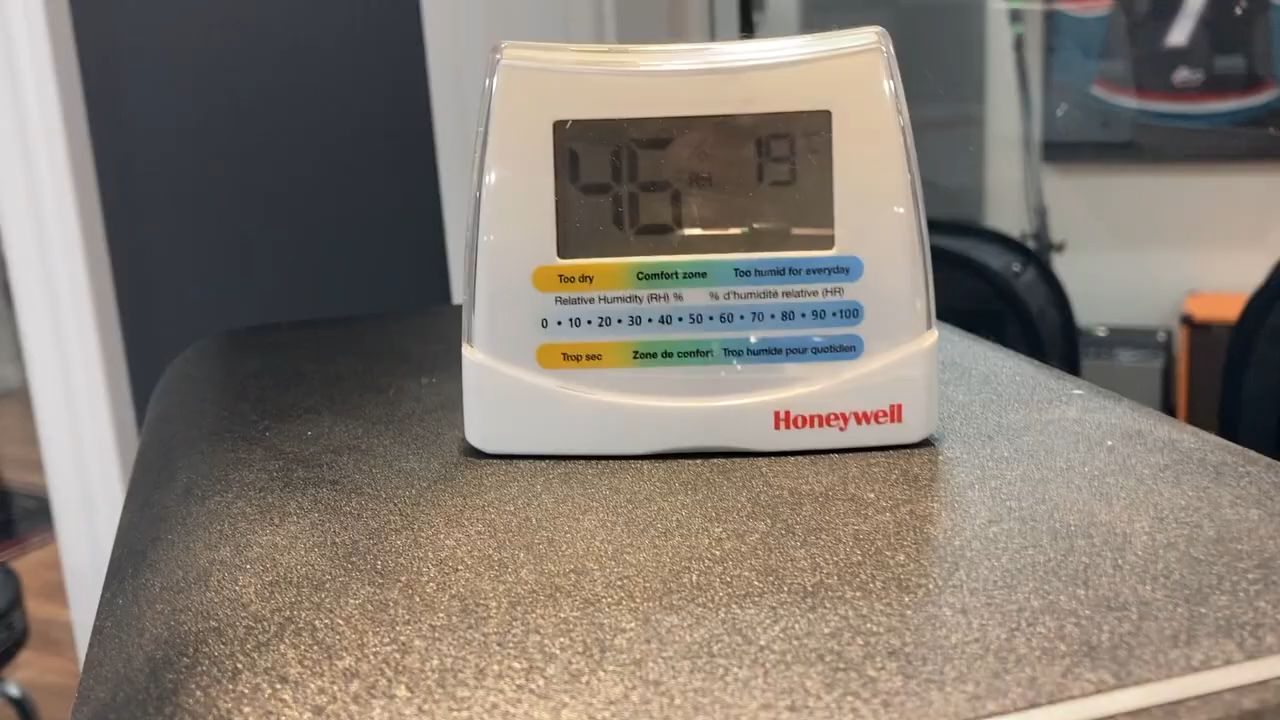 46 RH 19 °C
Too dry Comfort zone Too humid for everyday
Relative Humidity (RH) % % d'humidité relative (HR)
0 • 10 • 20 • 30 • 40 • 50 • 60 • 70 • 80 • 90 •100
Trop sec Zone de confort Trop humide pour quotidien
Honeywell